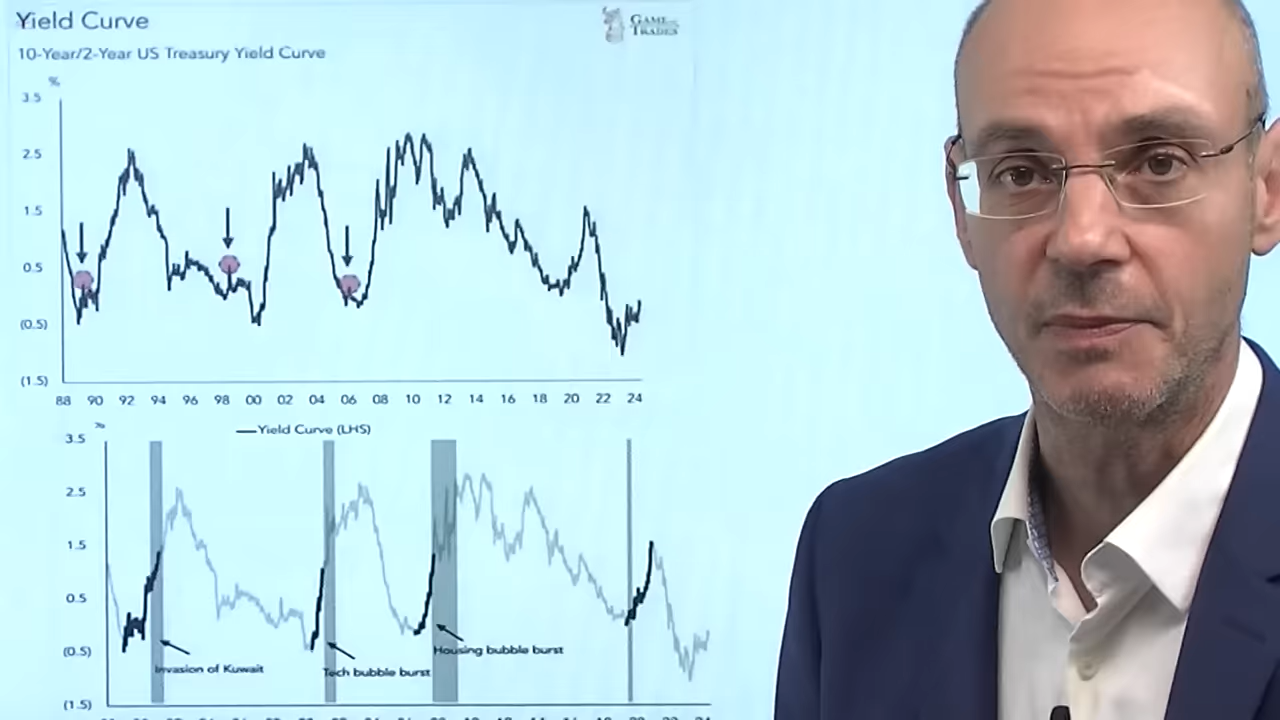 Yield Curve
GAME OF
TRADES
10-Year/2-Year US Treasury Yield Curve
%
3.5
2.5
1.5
0.5
(0.5)
(1.5)
88 90 92 94 96 98 00 02 04 06 08 10 12 14 16 18 20 22 24
Yield Curve (LHS)
%
3.5
2.5
1.5
0.5
(0.5)
(1.5)
Invasion of Kuwait
Tech bubble burst
Housing bubble burst